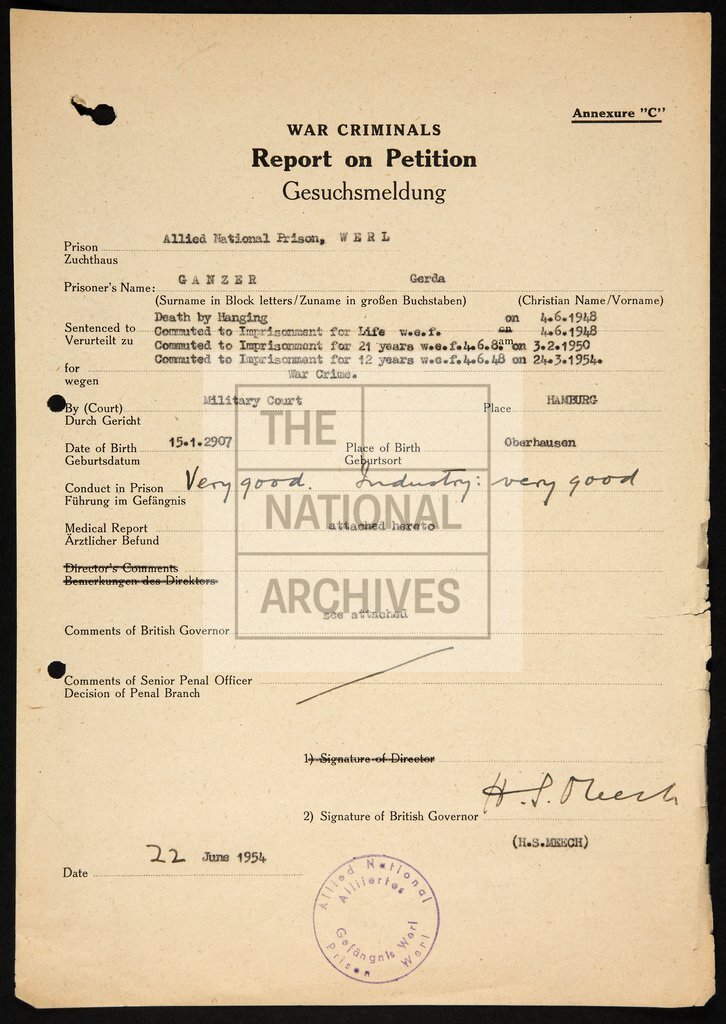 Annexure "C"
WAR CRIMINALS
Report on Petition
Gesuchsmeldung
Prison Allied National Prison, W E R L
Zuchthaus
Prisoner's Name: G A N Z E R Gerda
(Surname in Block letters/Zuname in großen Buchstaben) (Christian Name/Vorname)
Death by Hanging on 4.6.1948
Sentenced to Commuted to Imprisonment for Life w.e.f. on 4.6.1948
Verurteilt zu Commuted to Imprisonment for 21 years w.e.f.4.6.8am on 3.2.1950
Commuted to Imprisonment for 12 years w.e.f.4.6.48 on 24.3.1954.
for War Crime.
wegen
By (Court) Military Court Place HAMBURG
Durch Gericht
Date of Birth 15.1.2907 Place of Birth Oberhausen
Geburtsdatum Geburtsort
Conduct in Prison Very good. Industry: very good
Führung im Gefängnis
Medical Report attached hereto
Ärztlicher Befund
Director's Comments
Bemerkungen des Direktors
Comments of British Governor see attached
Comments of Senior Penal Officer
Decision of Penal Branch
1) Signature of Director
H. S. Meech
2) Signature of British Governor
(H.S.MEECH)
Date 22 June 1954
Allied National
Alliiertes
Gefängnis Werl
Prison Werl
THE
NATIONAL
ARCHIVES